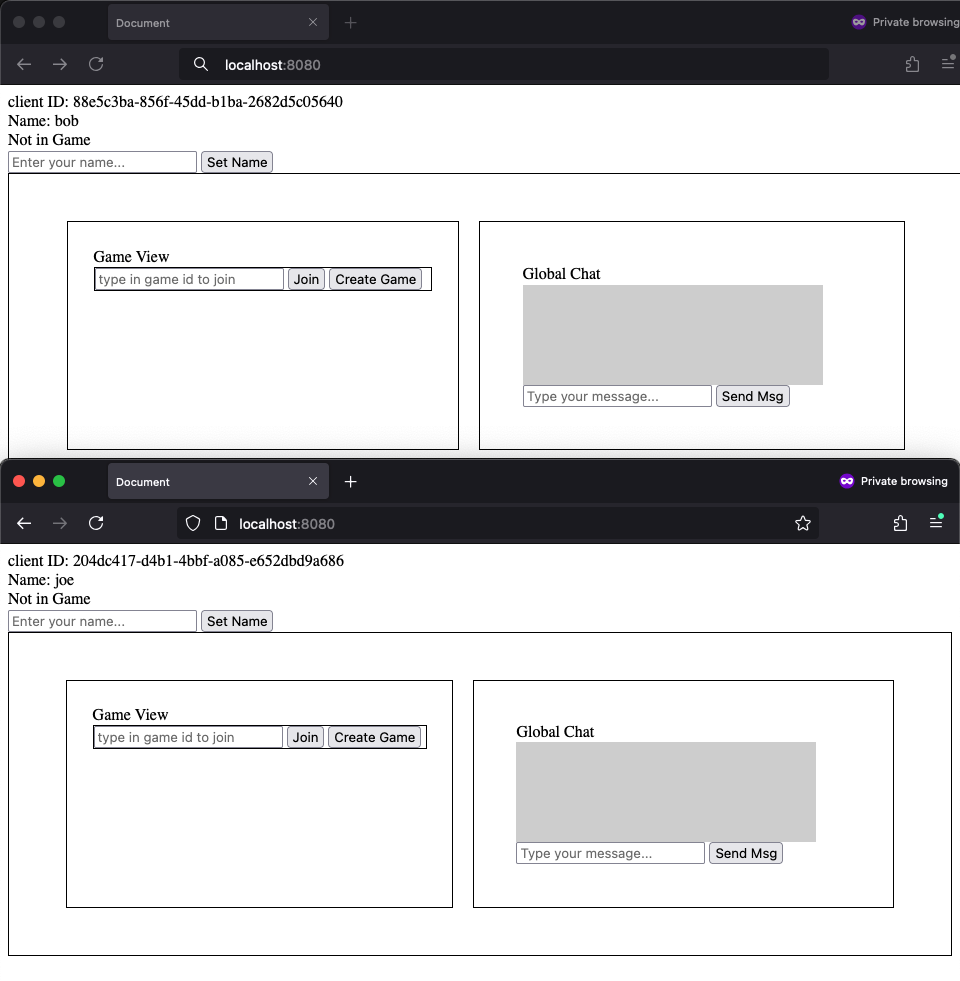 Document
Private browsing
localhost:8080
client ID: 88e5c3ba-856f-45dd-b1ba-2682d5c05640
Name: bob
Not in Game
Enter your name... Set Name
Game View
type in game id to join Join Create Game
Global Chat
Type your message... Send Msg
Document
Private browsing
localhost:8080
client ID: 204dc417-d4b1-4bbf-a085-e652dbd9a686
Name: joe
Not in Game
Enter your name... Set Name
Game View
type in game id to join Join Create Game
Global Chat
Type your message... Send Msg